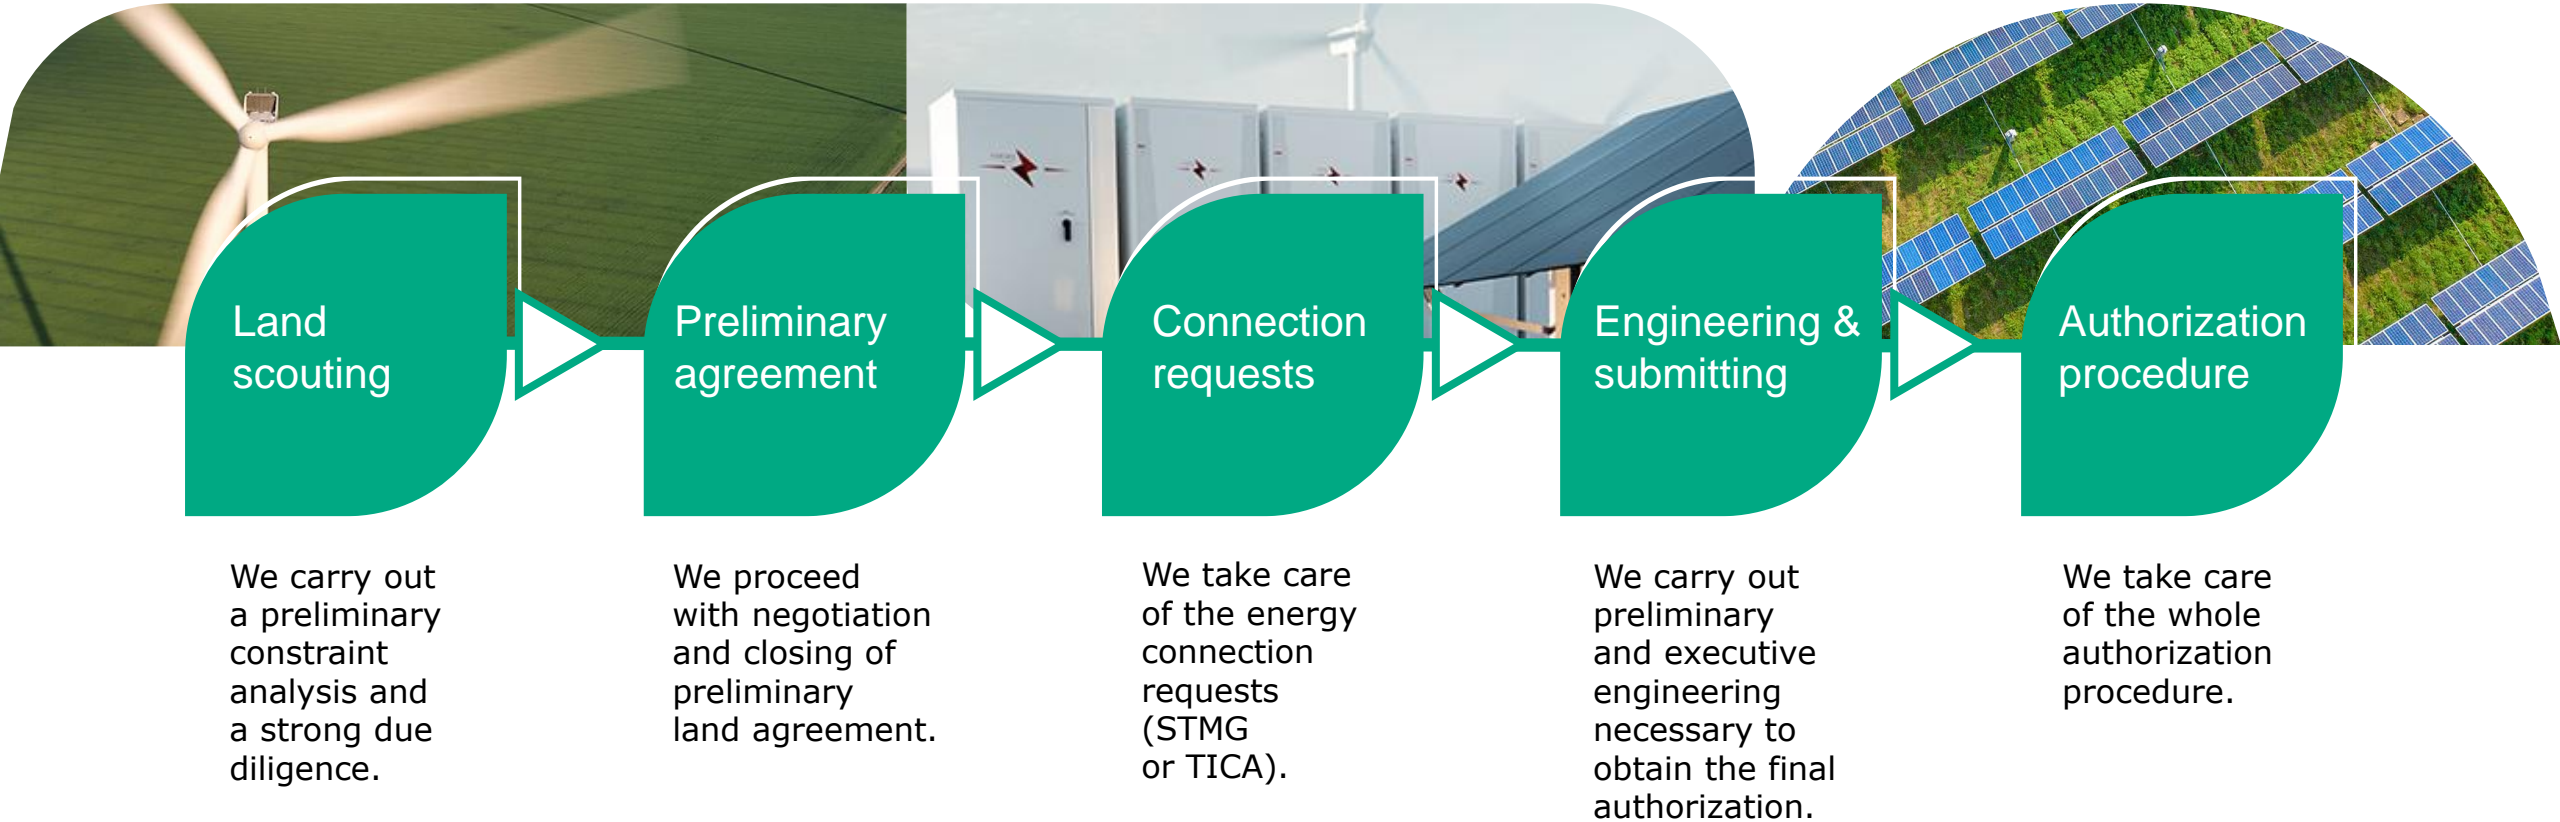 Land
scouting
Preliminary
agreement
Connection
requests
Engineering &
submitting
Authorization
procedure
We carry out
a preliminary
constraint
analysis and
a strong due
diligence.
We proceed
with negotiation
and closing of
preliminary
land agreement.
We take care
of the energy
connection
requests
(STMG
or TICA).
We carry out
preliminary
and executive
engineering
necessary to
obtain the final
authorization.
We take care
of the whole
authorization
procedure.